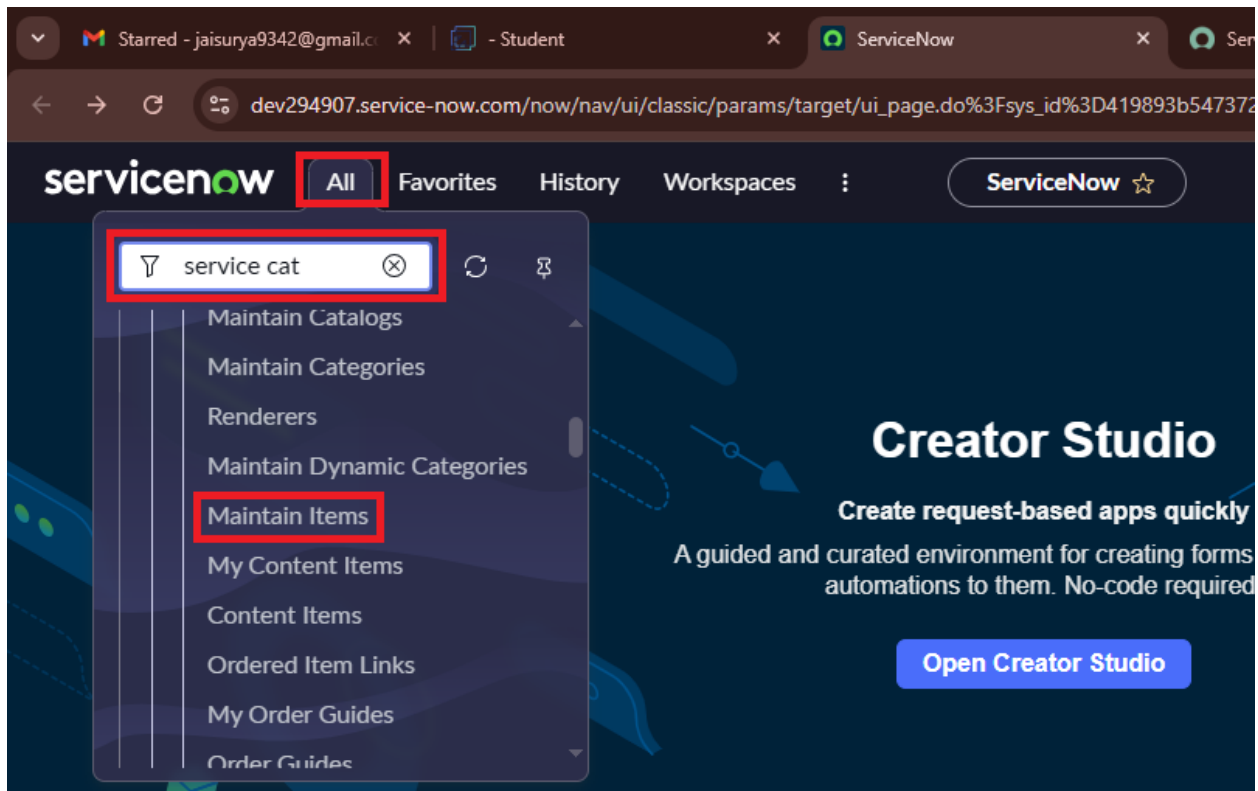 Starred - jaisurya9342@gmail.c
- Student
ServiceNow
Ser
dev294907.service-now.com/now/nav/ui/classic/params/target/ui_page.do%3Fsys_id%3D419893b547372
servicenow
All
Favorites
History
Workspaces
ServiceNow
service cat
Maintain Catalogs
Maintain Categories
Renderers
Maintain Dynamic Categories
Maintain Items
My Content Items
Content Items
Ordered Item Links
My Order Guides
Order Guides
Creator Studio
Create request-based apps quickly
A guided and curated environment for creating forms
automations to them. No-code required
Open Creator Studio